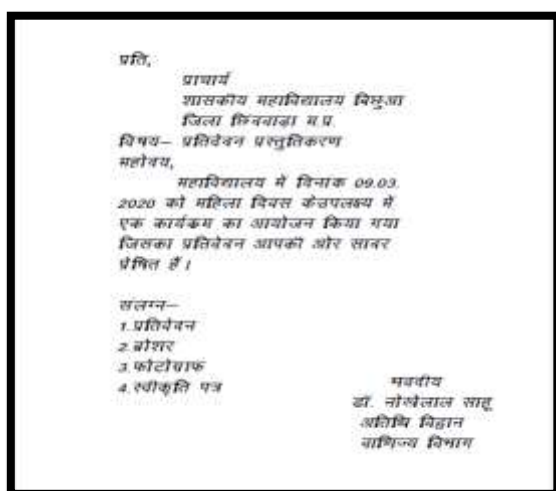 प्रति,
प्राचार्य
शासकीय महाविद्यालय बिछुआ
जिला छिंदवाड़ा म.प्र.
विषय– प्रतिवेदन प्रस्तुतिकरण
महोदय,
महाविद्यालय में दिनांक 09.03.
2020 को महिला दिवस केउपलक्ष्य में
एक कार्यकम का आयोजन किया गया
जिसका प्रतिवेदन आपकी ओर सादर
प्रेषित हैं।
संलग्न–
1.प्रतिवेदन
2.ब्रोशर
3.फोटोग्राफ
4.स्वीकृति पत्र
भवदीय
डॉ. नोखेलाल साहू
अतिथि विद्वान
वाणिज्य विभाग